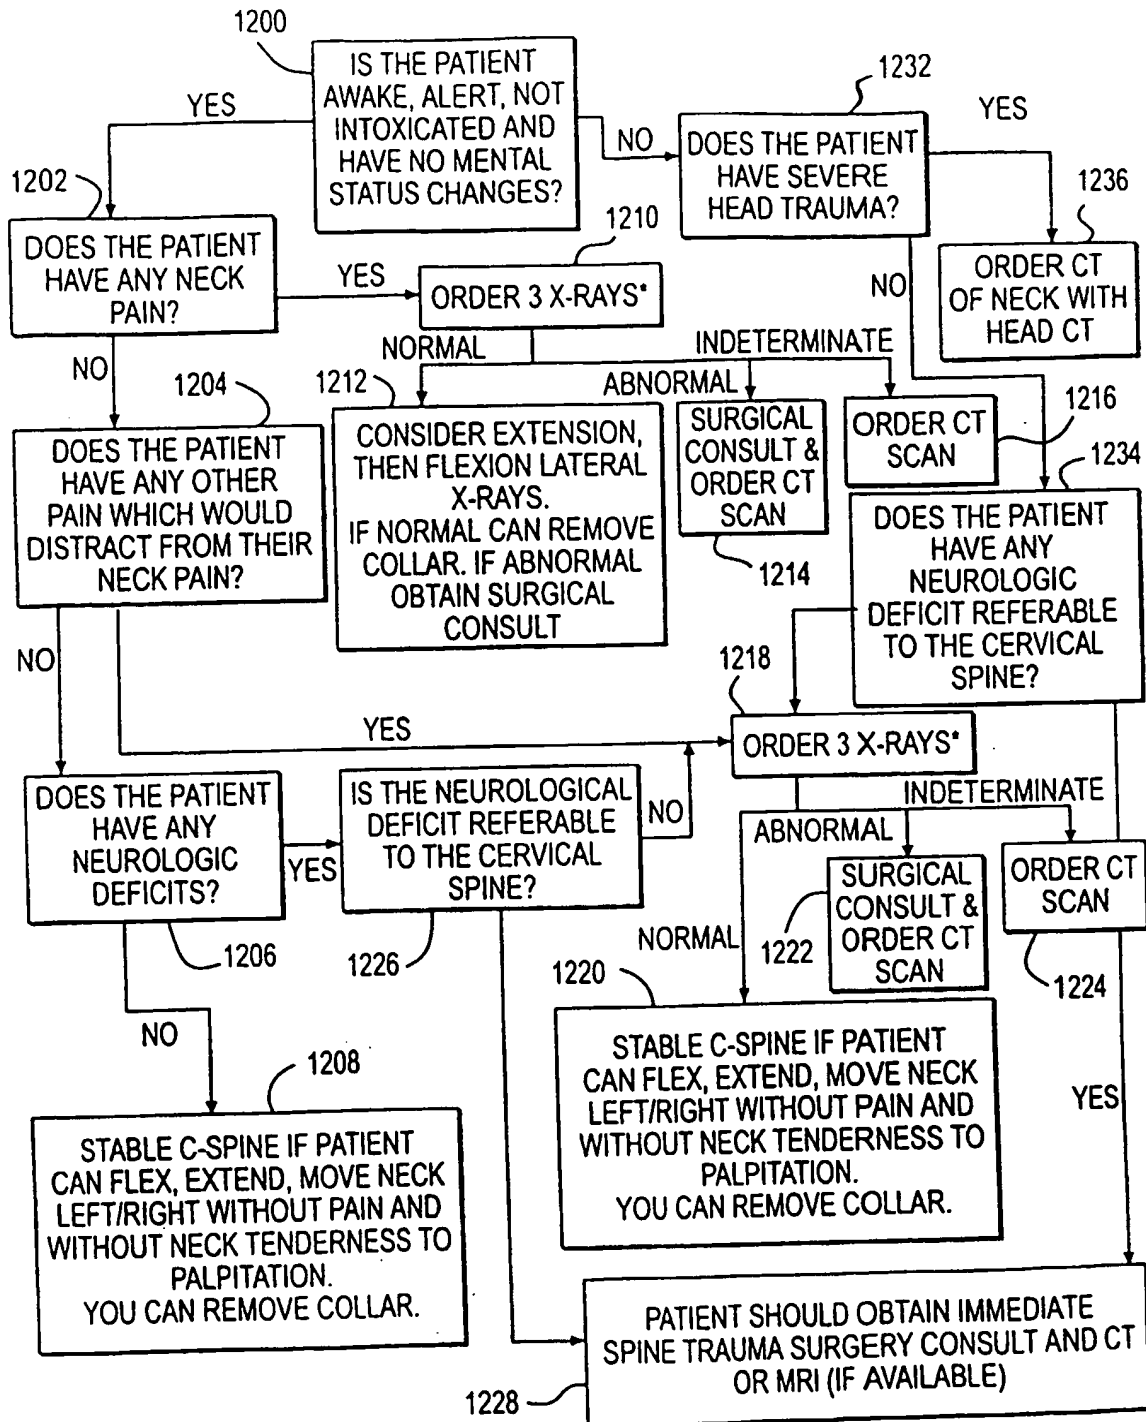 1200
IS THE PATIENT
AWAKE, ALERT, NOT
INTOXICATED AND
HAVE NO MENTAL
STATUS CHANGES?
YES
NO
1232
DOES THE PATIENT
HAVE SEVERE
HEAD TRAUMA?
YES
1236
ORDER CT
OF NECK WITH
HEAD CT
NO
1202
DOES THE PATIENT
HAVE ANY NECK
PAIN?
YES
1210
ORDER 3 X-RAYS*
NORMAL
ABNORMAL
INDETERMINATE
NO
1204
DOES THE PATIENT
HAVE ANY OTHER
PAIN WHICH WOULD
DISTRACT FROM THEIR
NECK PAIN?
1212
CONSIDER EXTENSION,
THEN FLEXION LATERAL
X-RAYS.
IF NORMAL CAN REMOVE
COLLAR. IF ABNORMAL
OBTAIN SURGICAL
CONSULT
SURGICAL
CONSULT &
ORDER CT
SCAN
1214
ORDER CT
SCAN
1216
1234
DOES THE PATIENT
HAVE ANY
NEUROLOGIC
DEFICIT REFERABLE
TO THE CERVICAL
SPINE?
NO
YES
1218
ORDER 3 X-RAYS*
DOES THE PATIENT
HAVE ANY
NEUROLOGIC
DEFICITS?
1206
YES
IS THE NEUROLOGICAL
DEFICIT REFERABLE
TO THE CERVICAL
SPINE?
1226
NO
NORMAL
ABNORMAL
INDETERMINATE
SURGICAL
CONSULT &
ORDER CT
SCAN
1222
ORDER CT
SCAN
1224
NO
1208
STABLE C-SPINE IF PATIENT
CAN FLEX, EXTEND, MOVE NECK
LEFT/RIGHT WITHOUT PAIN AND
WITHOUT NECK TENDERNESS TO
PALPITATION.
YOU CAN REMOVE COLLAR.
1220
STABLE C-SPINE IF PATIENT
CAN FLEX, EXTEND, MOVE NECK
LEFT/RIGHT WITHOUT PAIN AND
WITHOUT NECK TENDERNESS TO
PALPITATION.
YOU CAN REMOVE COLLAR.
YES
PATIENT SHOULD OBTAIN IMMEDIATE
SPINE TRAUMA SURGERY CONSULT AND CT
OR MRI (IF AVAILABLE)
1228